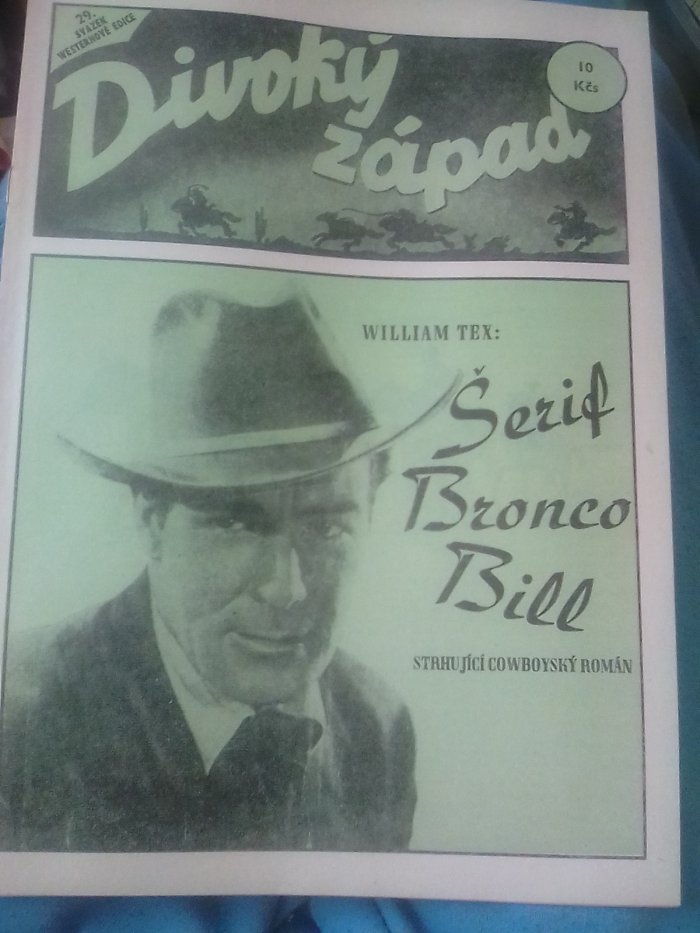 29.
SVAZEK
WESTERNOVÉ EDICE
Divoký
západ
10
Kčs
WILLIAM TEX:
Šerif
Bronco
Bill
STRHUJÍCÍ COWBOYSKÝ ROMÁN